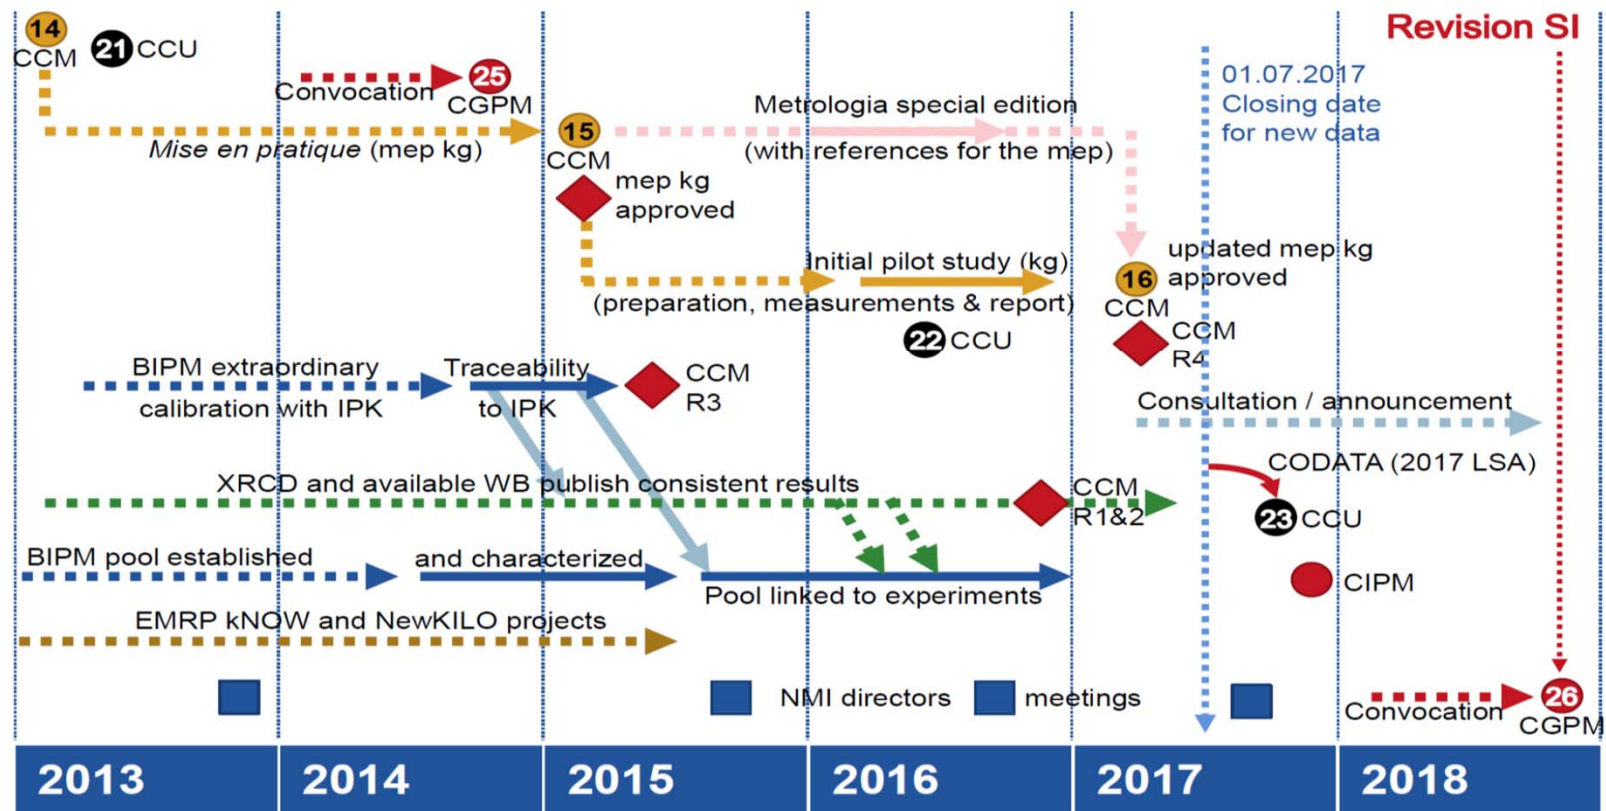 Revision SI
14
CCM
21 CCU
Convocation
25
CGPM
Mise en pratique (mep kg)
15
CCM
mep kg
approved
Metrologia special edition
(with references for the mep)
01.07.2017
Closing date
for new data
Initial pilot study (kg)
(preparation, measurements & report)
updated mep kg
approved
16
CCM
22 CCU
CCM
R4
BIPM extraordinary
calibration with IPK
Traceability
to IPK
CCM
R3
Consultation / announcement
CODATA (2017 LSA)
XRCD and available WB publish consistent results
CCM
R1&2
23 CCU
BIPM pool established
and characterized
Pool linked to experiments
CIPM
EMRP kNOW and NewKILO projects
NMI directors
meetings
Convocation
26
CGPM
2013
2014
2015
2016
2017
2018